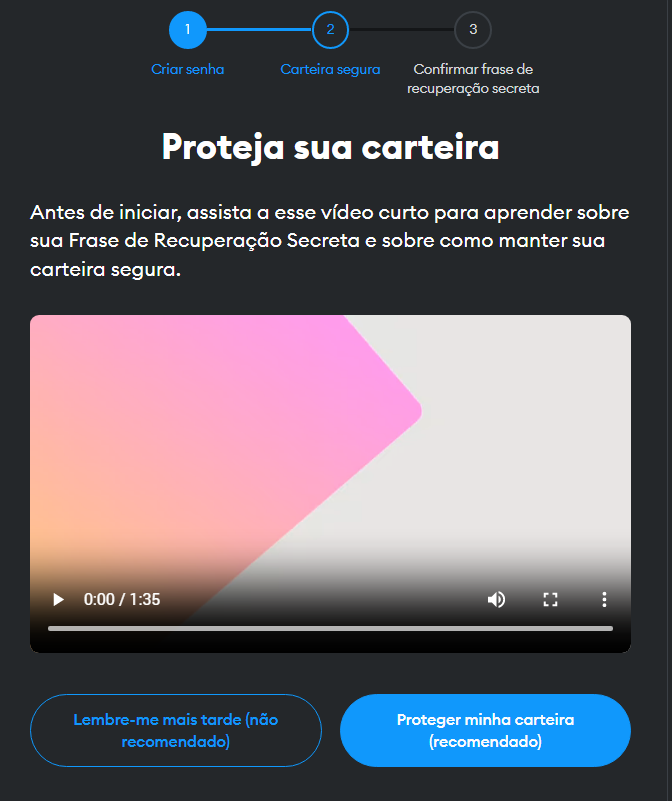 1
2
3
Criar senha
Carteira segura
Confirmar frase de
recuperação secreta
Proteja sua carteira
Antes de iniciar, assista a esse vídeo curto para aprender sobre
sua Frase de Recuperação Secreta e sobre como manter sua
carteira segura.
0:00 / 1:35
Lembre-me mais tarde (não
recomendado)
Proteger minha carteira
(recomendado)